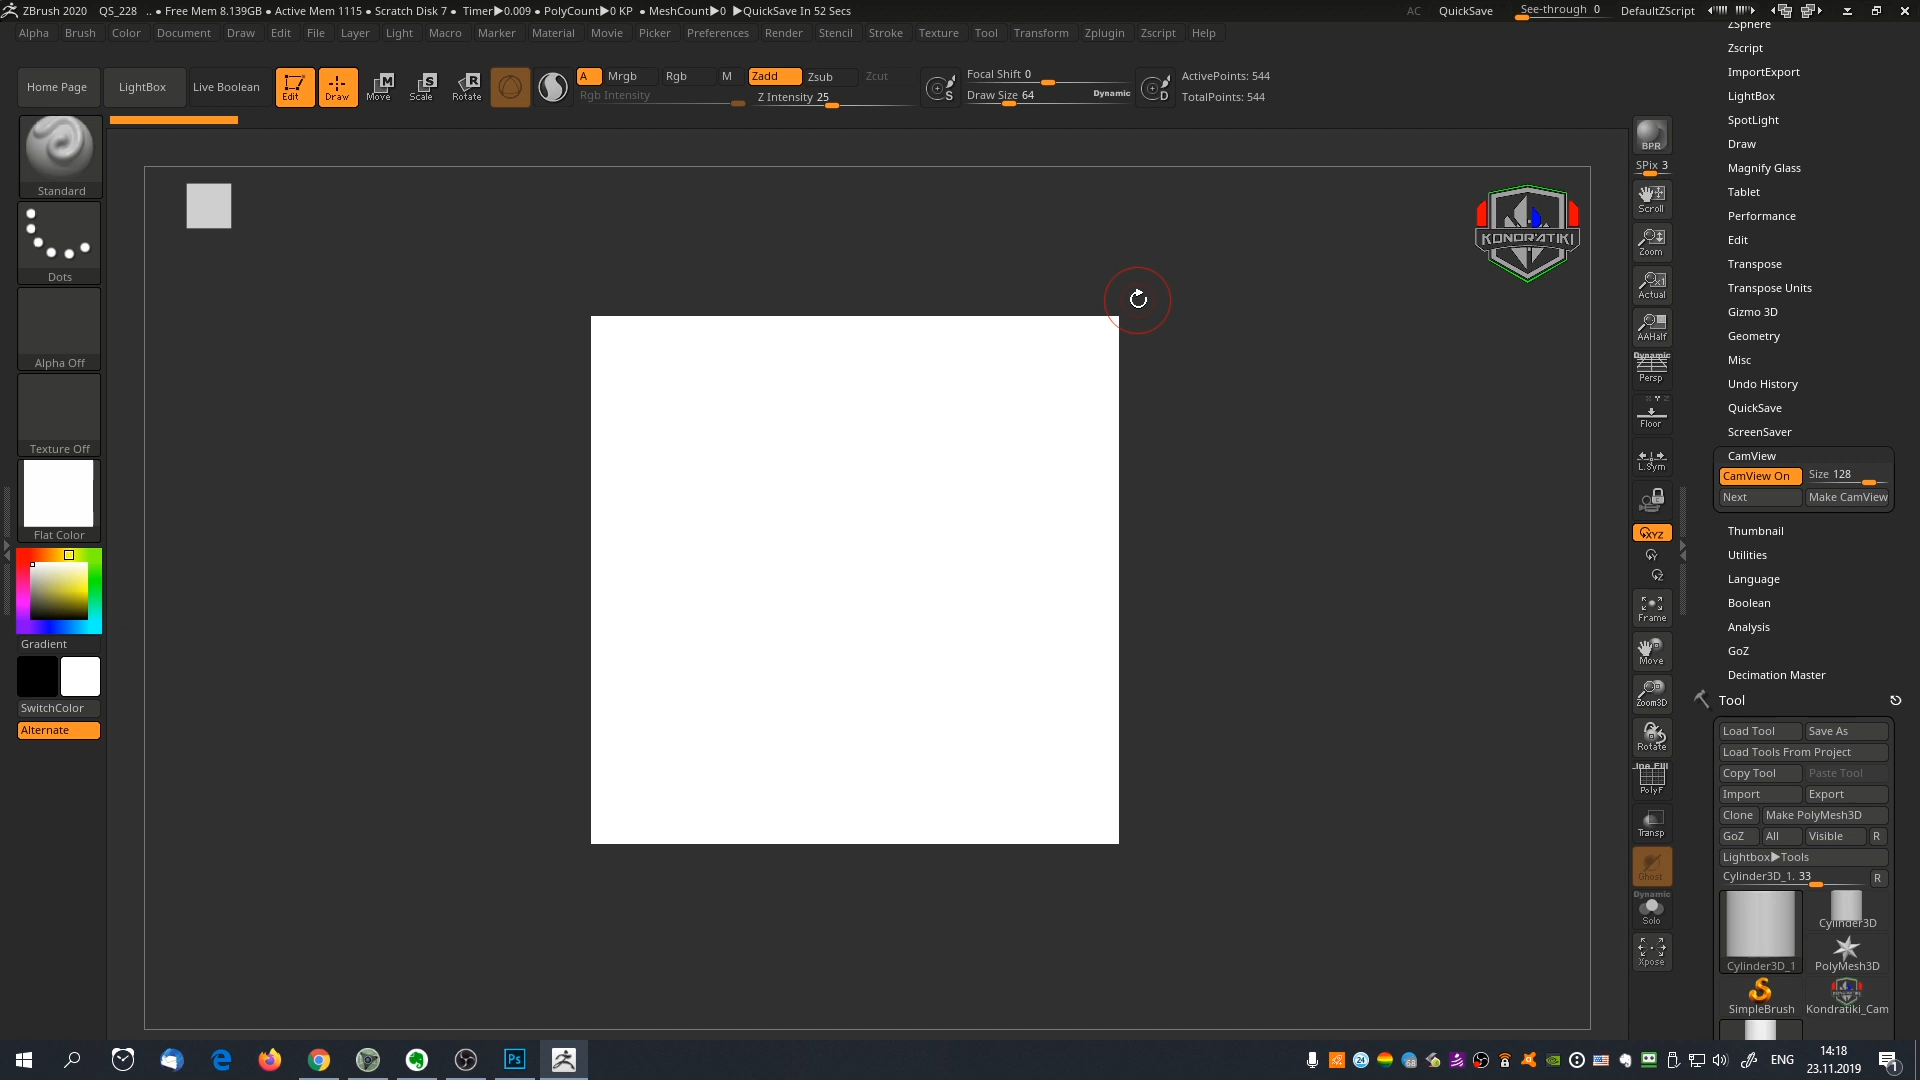 ZBrush 2020 QS_228 .. • Free Mem 8.139GB • Active Mem 1115 • Scratch Disk 7 • Timer▶0.009 • PolyCount▶0 KP • MeshCount▶0 ▶QuickSave In 52 Secs AC QuickSave See-through 0 DefaultZScript
Alpha Brush Color Document Draw Edit File Layer Light Macro Marker Material Movie Picker Preferences Render Stencil Stroke Texture Tool Transform Zplugin Zscript Help
Home Page LightBox Live Boolean Edit Draw Move Scale Rotate
A Mrgb Rgb M Zadd Zsub Zcut
Rgb Intensity Z Intensity 25
S Focal Shift 0
Draw Size 64 Dynamic
D ActivePoints: 544
TotalPoints: 544
Standard
Dots
Alpha Off
Texture Off
Flat Color
Gradient
SwitchColor
Alternate
KONDRATIKI
BPR
SPix 3
Scroll
Zoom
Actual
AAHalf
Dynamic
Persp
Floor
L.Sym
XYZ
Y
Z
Frame
Move
Zoom3D
Rotate
Line Fill
PolyF
Transp
Ghost
Dynamic
Solo
Xpose
ZSphere
Zscript
ImportExport
LightBox
SpotLight
Draw
Magnify Glass
Tablet
Performance
Edit
Transpose
Transpose Units
Gizmo 3D
Geometry
Misc
Undo History
QuickSave
ScreenSaver
CamView
CamView On Size 128
Next Make CamView
Thumbnail
Utilities
Language
Boolean
Analysis
GoZ
Decimation Master
Tool
Load Tool Save As
Load Tools From Project
Copy Tool Paste Tool
Import Export
Clone Make PolyMesh3D
GoZ All Visible R
Lightbox▶Tools
Cylinder3D_1. 33 R
Cylinder3D
Cylinder3D_1 PolyMesh3D
SimpleBrush Kondratiki_Cam
Ps
24
68
ENG
14:18
23.11.2019
1